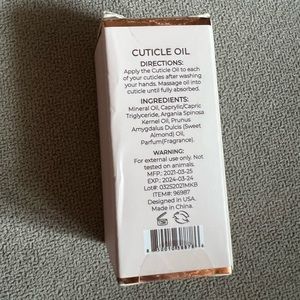 CUTICLE OIL
DIRECTIONS:
Apply the Cuticle Oil to each
of your cuticles after washing
your hands. Massage oil into
cuticle until fully absorbed.
INGREDIENTS:
Mineral Oil, Caprylic/Capric
Triglyceride, Argania Spinosa
Kernel Oil, Prunus
Amygdalus Dulcis (Sweet
Almond) Oil,
Parfum(Fragrance).
WARNING:
For external use only. Not
tested on animals.
MFP.: 2021-03-25
EXP.: 2024-03-24
Lot#: 03252021MKB
ITEM#: 96987
Designed in USA.
Made in China.